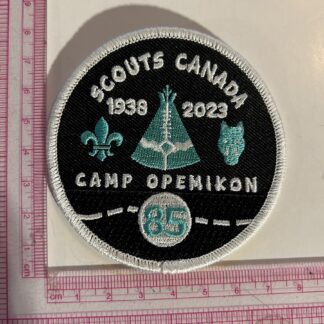 SCOUTS CANADA
1938 2023
CAMP OPEMIKON
85